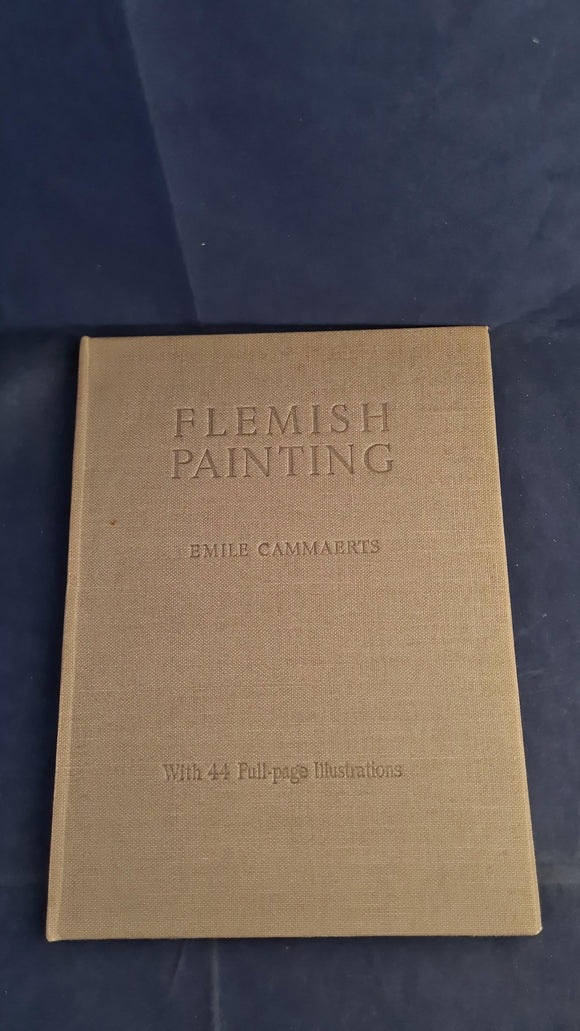 FLEMISH
PAINTING
EMILE CAMMAERTS
With 44 Full-page Illustrations